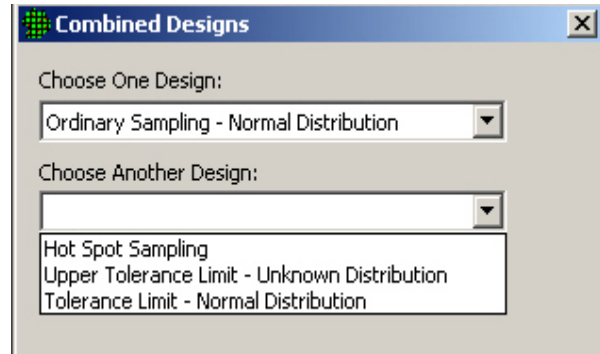 Combined Designs
Choose One Design:
Ordinary Sampling - Normal Distribution
Choose Another Design:
Hot Spot Sampling
Upper Tolerance Limit - Unknown Distribution
Tolerance Limit - Normal Distribution